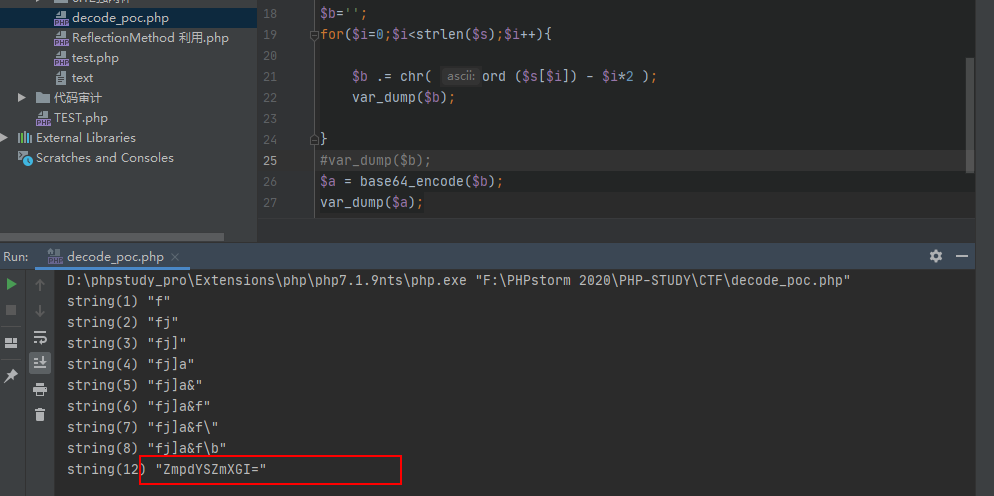 decode_poc.php
ReflectionMethod 利用.php
test.php
text
代码审计
TEST.php
External Libraries
Scratches and Consoles
18 $b='';
19 for($i=0;$i<strlen($s);$i++){
20
21 $b .= chr( ascii: ord ($s[$i]) - $i*2 );
22 var_dump($b);
23
24 }
25 #var_dump($b);
26 $a = base64_encode($b);
27 var_dump($a);
Run: decode_poc.php ×
D:\phpstudy_pro\Extensions\php\php7.1.9nts\php.exe "F:\PHPstorm 2020\PHP-STUDY\CTF\decode_poc.php"
string(1) "f"
string(2) "fj"
string(3) "fj]"
string(4) "fj]a"
string(5) "fj]a&"
string(6) "fj]a&f"
string(7) "fj]a&f\"
string(8) "fj]a&f\b"
string(12) "ZmpdYSZmXGI="